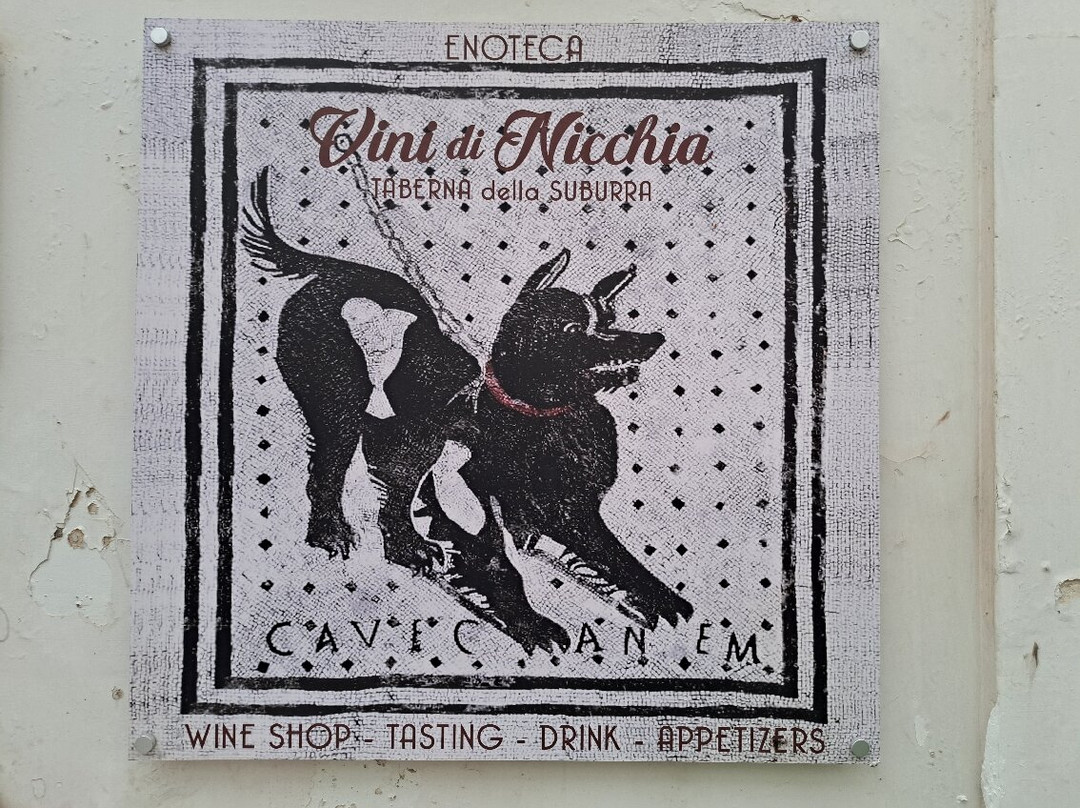 ENOTECA
Vini di Nicchia
TABERNA della SUBURRA
CAVE CANEM
WINE SHOP - TASTING - DRINK - APPETIZERS